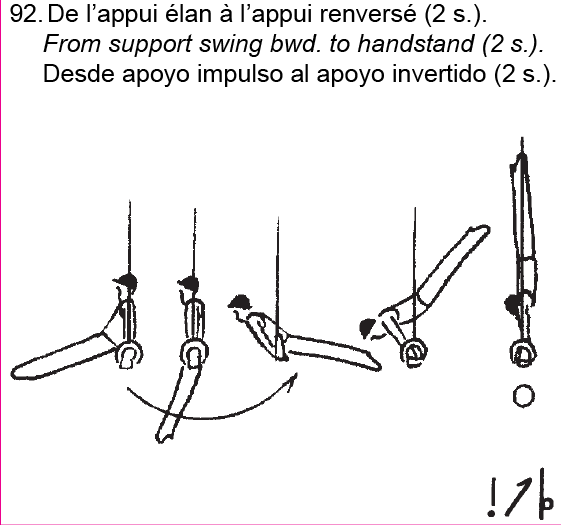 92. De l'appui élan à l'appui renversé (2 s.).
From support swing bwd. to handstand (2 s.).
Desde apoyo impulso al apoyo invertido (2 s.).